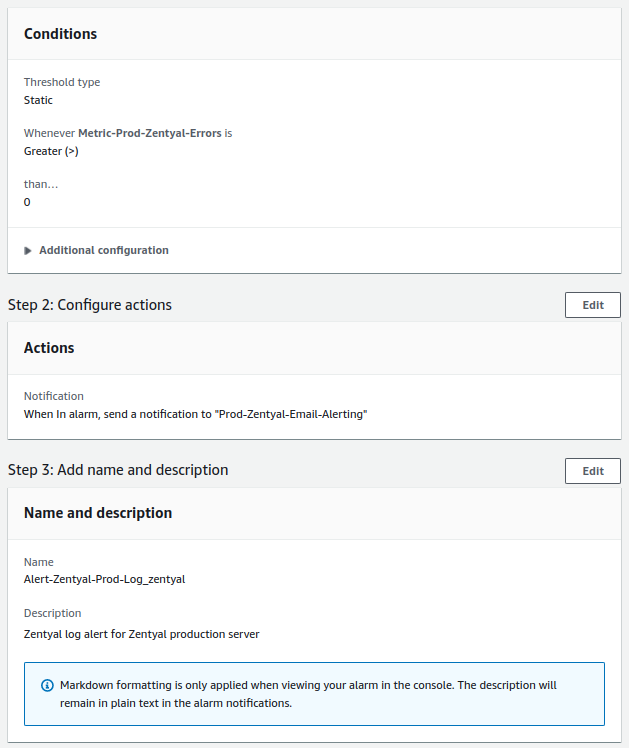 Conditions
Threshold type
Static
Whenever Metric-Prod-Zentyal-Errors is
Greater (>)
than...
0
Additional configuration
Step 2: Configure actions
Edit
Actions
Notification
When In alarm, send a notification to "Prod-Zentyal-Email-Alerting"
Step 3: Add name and description
Edit
Name and description
Name
Alert-Zentyal-Prod-Log_zentyal
Description
Zentyal log alert for Zentyal production server
Markdown formatting is only applied when viewing your alarm in the console. The description will
remain in plain text in the alarm notifications.